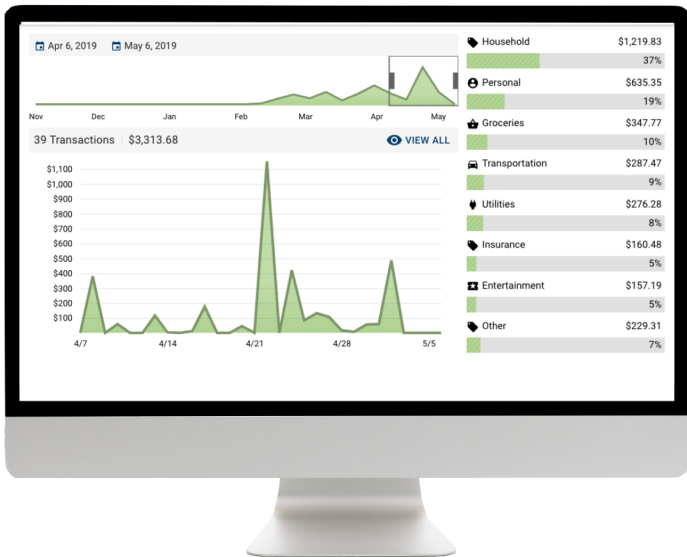 Apr 6, 2019 May 6, 2019
Nov Dec Jan Feb Mar Apr May
39 Transactions $3,313.68 VIEW ALL
$1,100
$1,000
$900
$800
$700
$600
$500
$400
$300
$200
$100
4/7 4/14 4/21 4/28 5/5
Household $1,219.83
37%
Personal $635.35
19%
Groceries $347.77
10%
Transportation $287.47
9%
Utilities $276.28
8%
Insurance $160.48
5%
Entertainment $157.19
5%
Other $229.31
7%